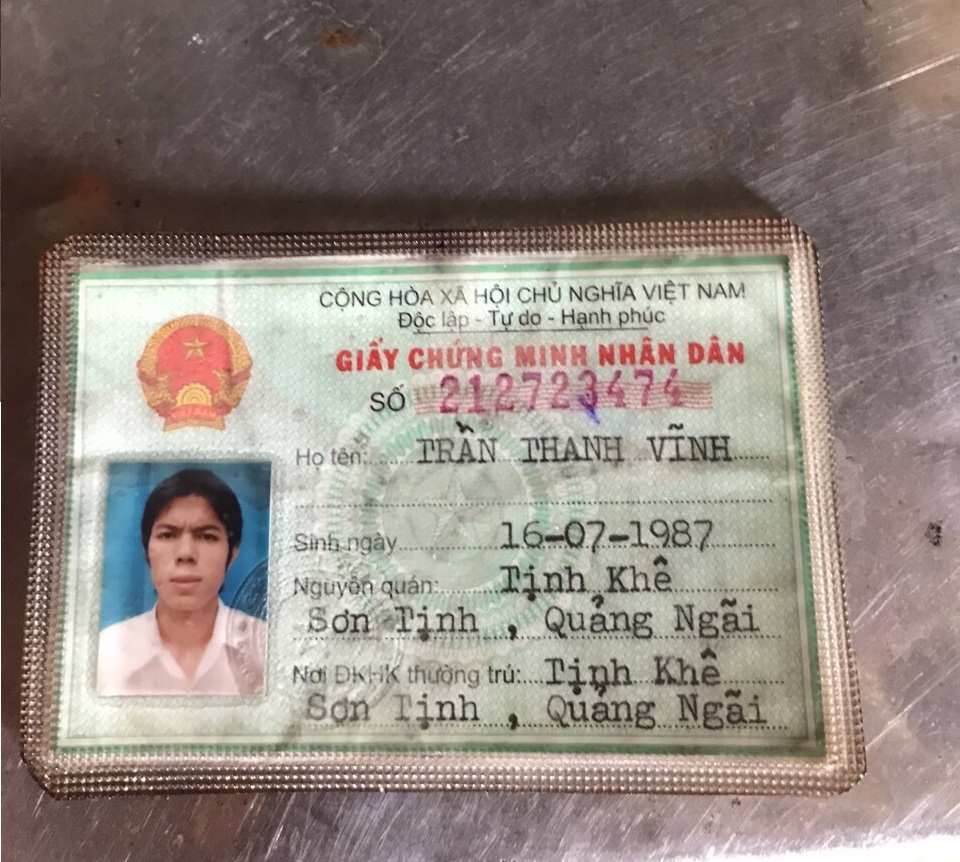 CỘNG HÒA XÃ HỘI CHỦ NGHĨA VIỆT NAM
Độc lập - Tự do - Hạnh phúc
GIẤY CHỨNG MINH NHÂN DÂN
SỐ 212723474
Họ tên: TRẦN THANH VĨNH
Sinh ngày 16-07-1987
Nguyên quán: Tịnh Khê
Sơn Tịnh , Quảng Ngãi
Nơi ĐKHK thường trú: Tịnh Khê
Sơn Tịnh , Quảng Ngãi